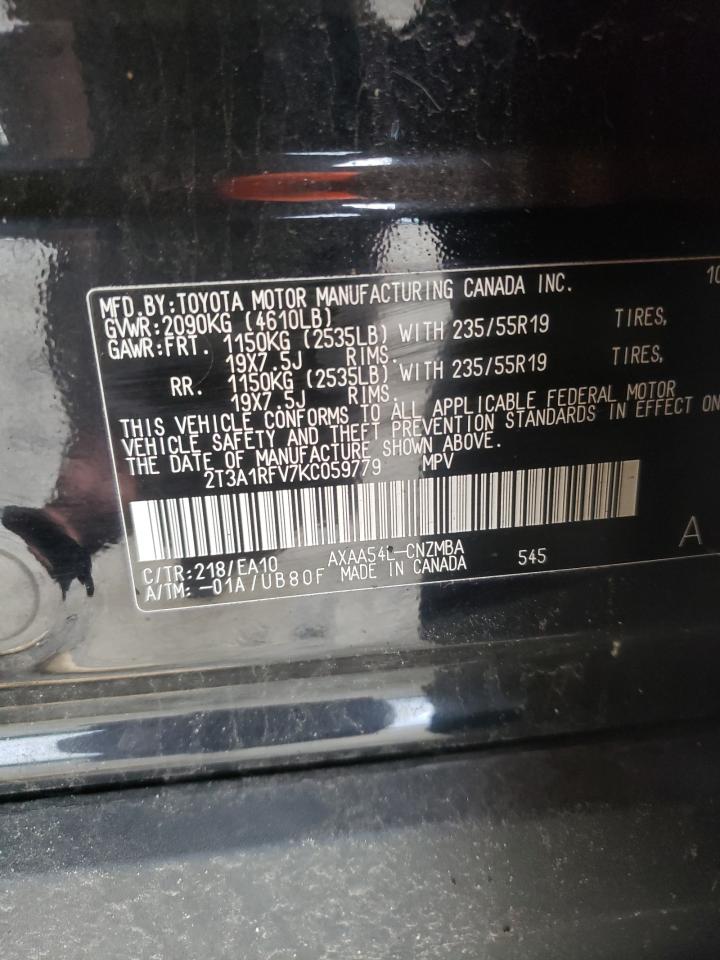 MFD.BY:TOYOTA MOTOR MANUFACTURING CANADA INC. 10
GVWR:2090KG (4610LB)
GAWR:FRT. 1150KG (2535LB) WITH 235/55R19 TIRES,
19X7.5J RIMS.
RR. 1150KG (2535LB) WITH 235/55R19 TIRES,
19X7.5J RIMS.
THIS VEHICLE CONFORMS TO ALL APPLICABLE FEDERAL MOTOR
VEHICLE SAFETY AND THEFT PREVENTION STANDARDS IN EFFECT ON
THE DATE OF MANUFACTURE SHOWN ABOVE.
2T3A1RFV7KC059779 MPV
C/TR:218/EA10 AXAA54L-CNZMBA 545 A
A/TM:-01A/UB80F MADE IN CANADA